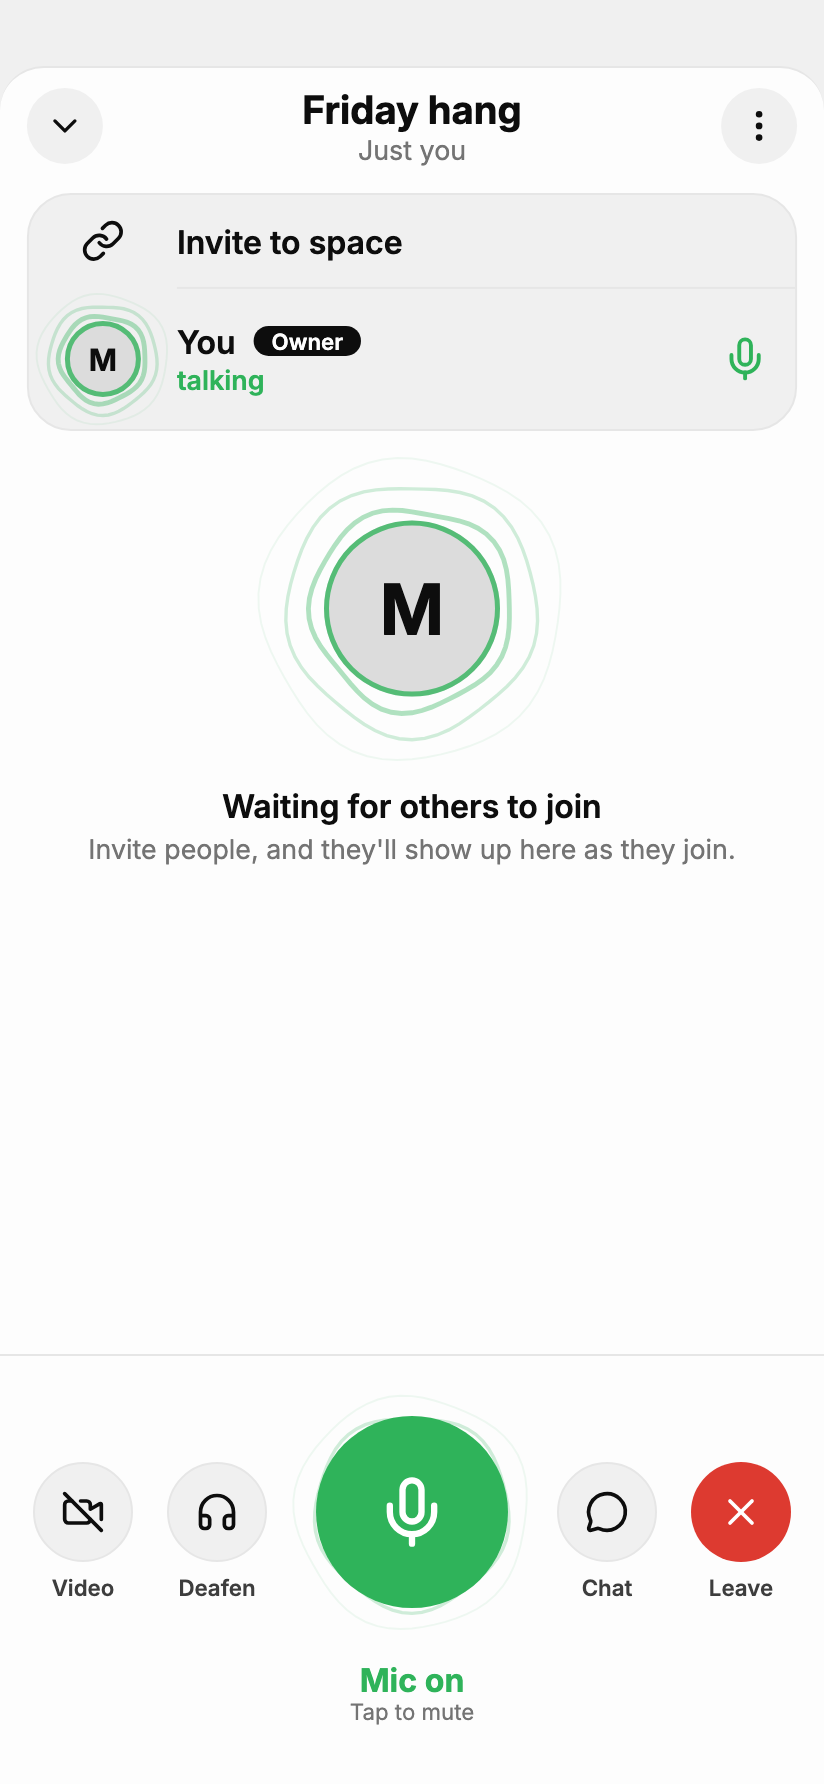 Friday hang
Just you
Invite to space
M
You Owner
talking
M
Waiting for others to join
Invite people, and they'll show up here as they join.
Video
Deafen
Chat
Leave
Mic on
Tap to mute